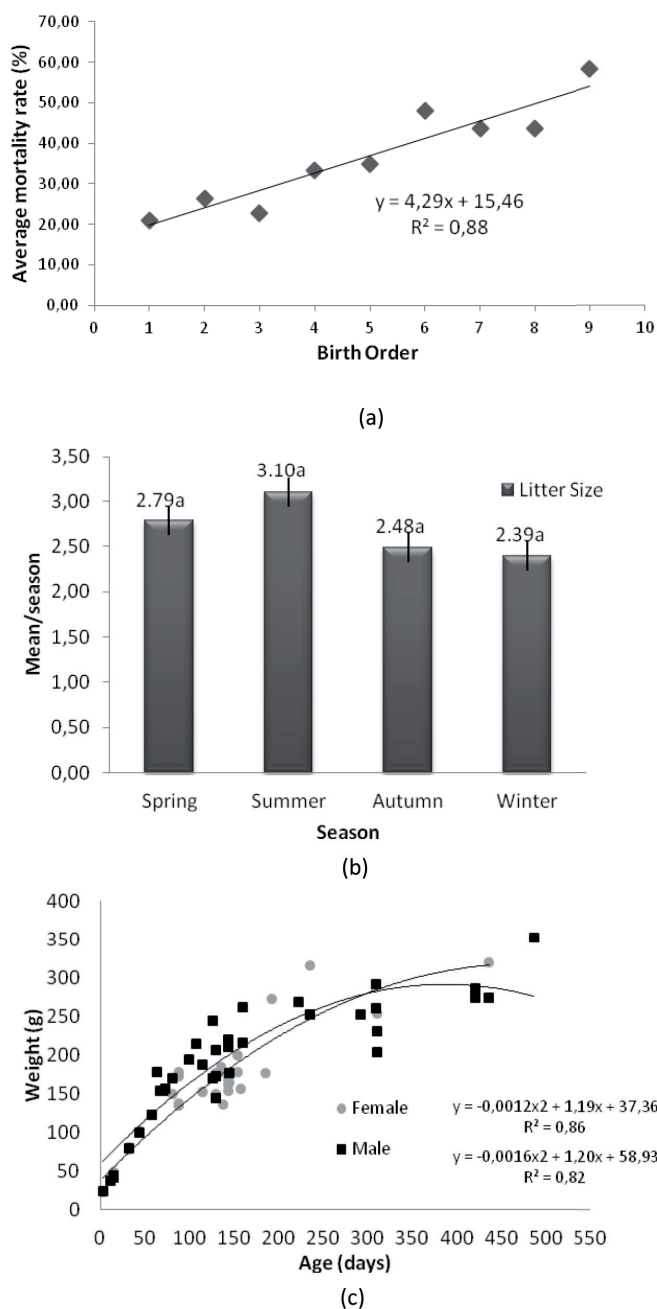 70,00
60,00
50,00
40,00
30,00
20,00
10,00
0,00
Average mortality rate (%)
y = 4,29x + 15,46
R² = 0,88
0 1 2 3 4 5 6 7 8 9 10
Birth Order
(a)
3,50
3,00
2,50
2,00
1,50
1,00
0,50
0,00
Mean/season
2.79a
3.10a
2.48a
2.39a
Litter Size
Spring Summer Autumn Winter
Season
(b)
400
350
300
250
200
150
100
50
0
Weight (g)
Female
Male
y = -0,0012x2 + 1,19x + 37,36
R² = 0,86
y = -0,0016x2 + 1,20x + 58,93
R² = 0,82
0 50 100 150 200 250 300 350 400 450 500 550
Age (days)
(c)